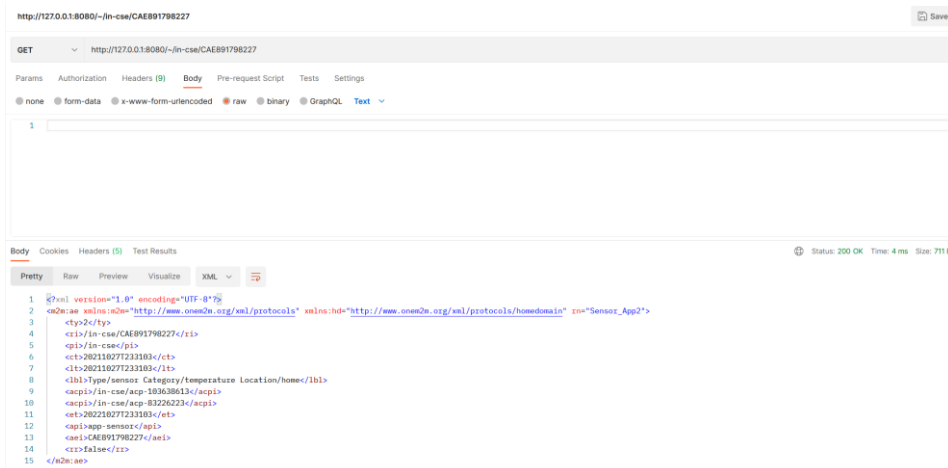 http://127.0.0.1:8080/~/in-cse/CAE891798227
Save
GET http://127.0.0.1:8080/~/in-cse/CAE891798227
Params Authorization Headers (9) Body Pre-request Script Tests Settings
none form-data x-www-form-urlencoded raw binary GraphQL Text
1
Body Cookies Headers (5) Test Results Status: 200 OK Time: 4 ms Size: 711
Pretty Raw Preview Visualize XML
1 <?xml version="1.0" encoding="UTF-8"?>
2 <m2m:ae xmlns:m2m="http://www.onem2m.org/xml/protocols" xmlns:hd="http://www.onem2m.org/xml/protocols/homedomain" rn="Sensor_App2">
3 <ty>2</ty>
4 <ri>/in-cse/CAE891798227</ri>
5 <pi>/in-cse</pi>
6 <ct>20211027T233103</ct>
7 <lt>20211027T233103</lt>
8 <lbl>Type/sensor Category/temperature Location/home</lbl>
9 <acpi>/in-cse/acp-103638613</acpi>
10 <acpi>/in-cse/acp-83226223</acpi>
11 <et>20221027T233103</et>
12 <api>app-sensor</api>
13 <aei>CAE891798227</aei>
14 <rr>false</rr>
15 </m2m:ae>